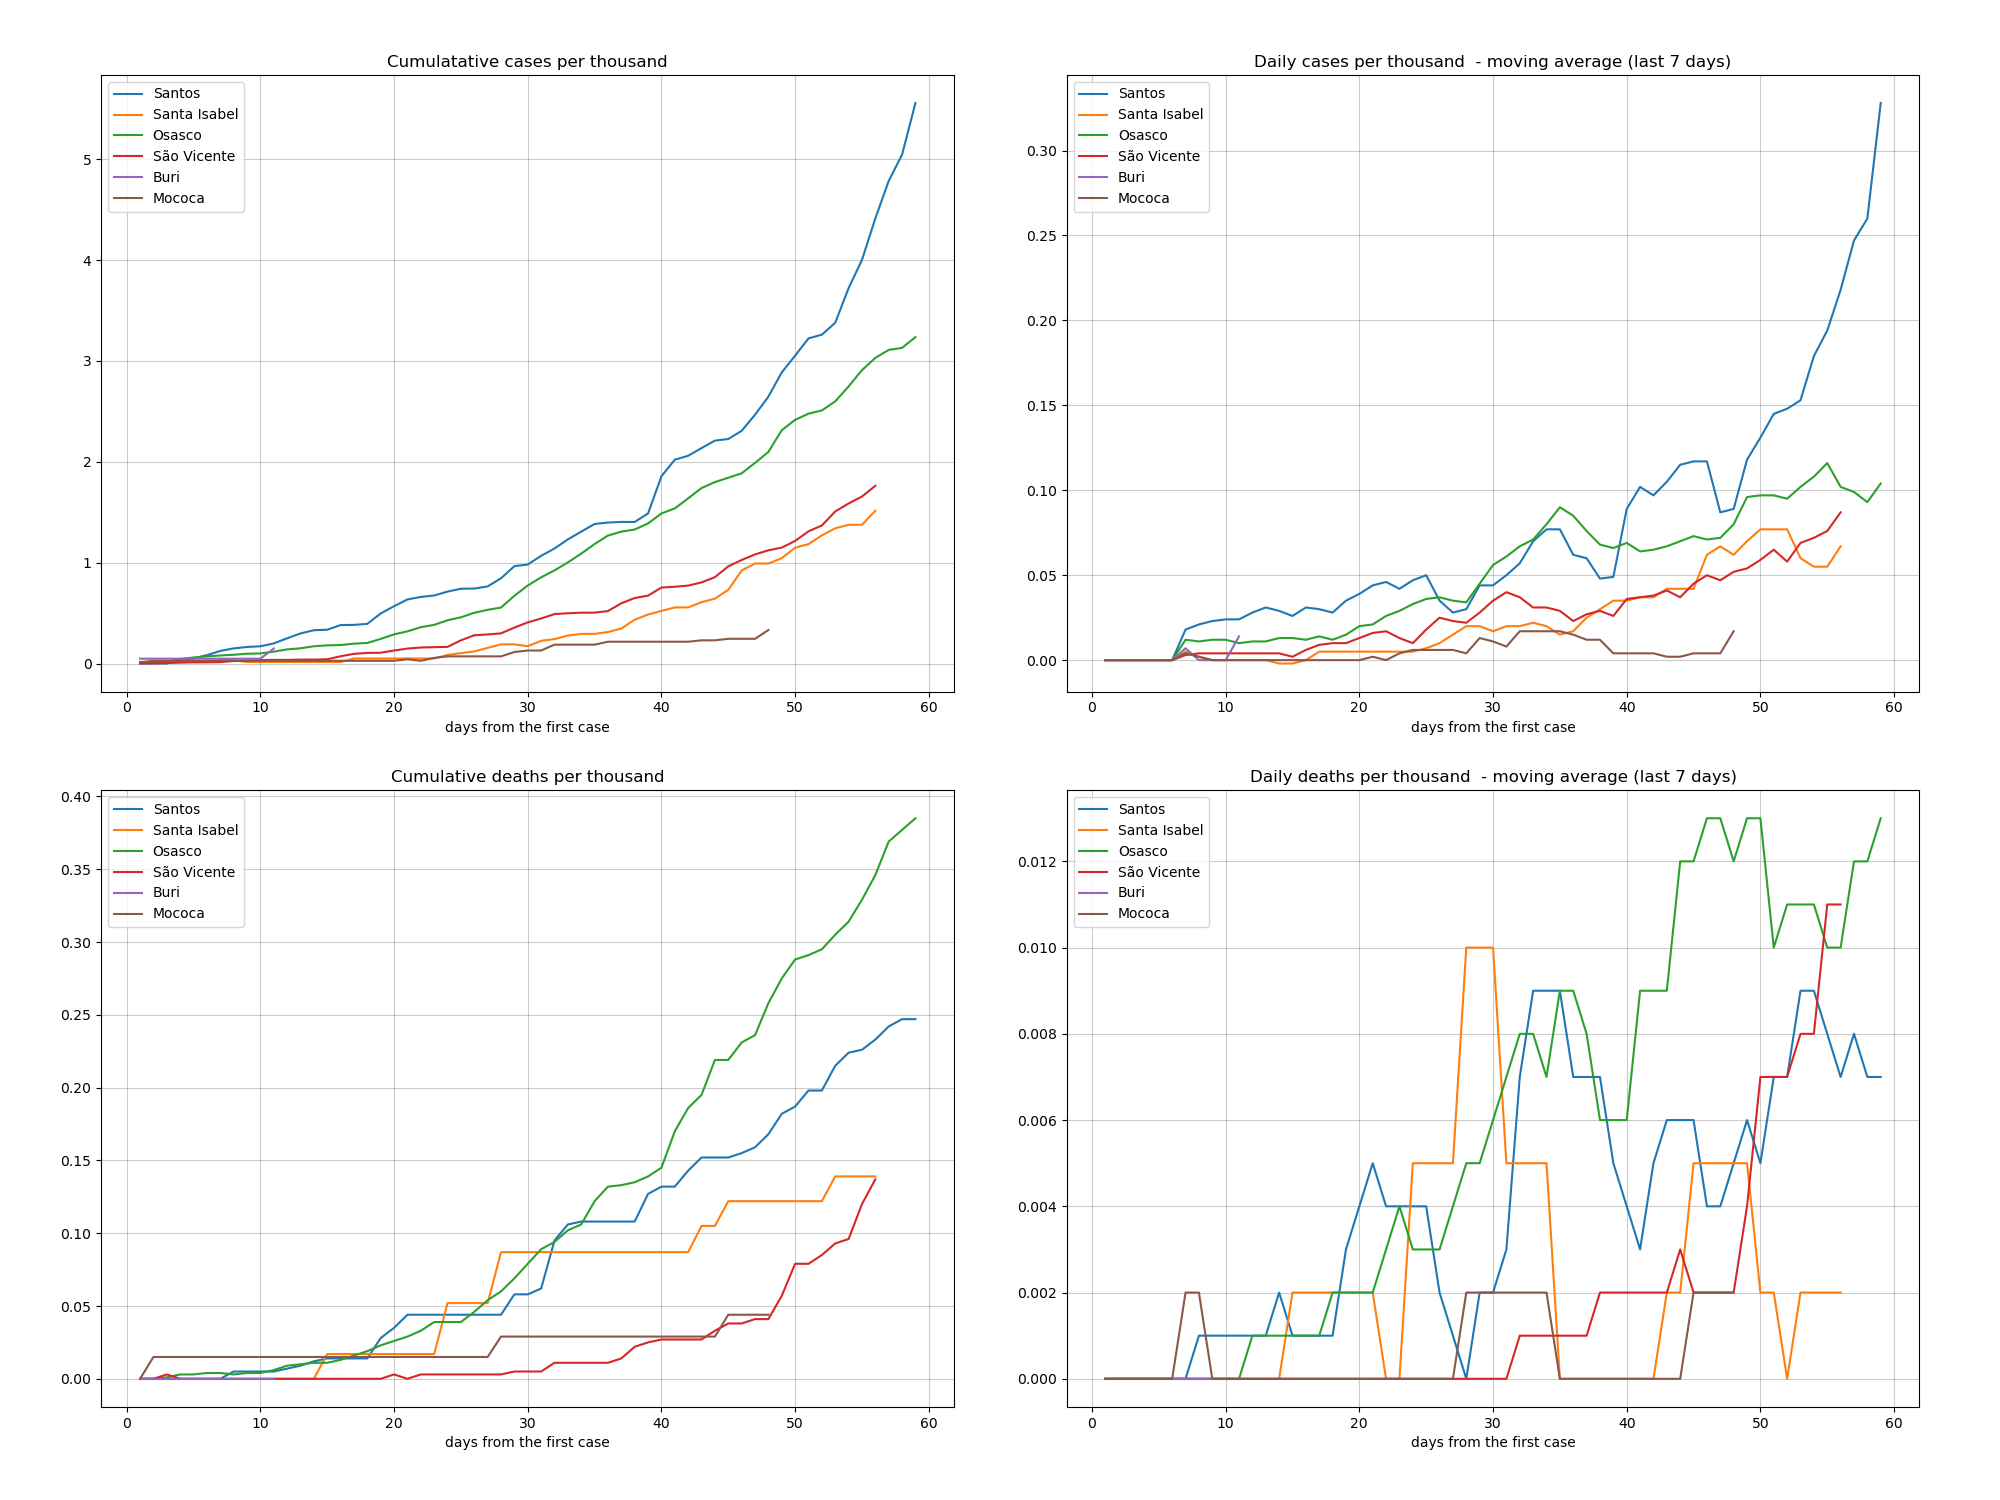 Cumulatative cases per thousand
Santos
Santa Isabel
Osasco
São Vicente
Buri
Mococa
5
4
3
2
1
0
0 10 20 30 40 50 60
days from the first case
Daily cases per thousand - moving average (last 7 days)
Santos
Santa Isabel
Osasco
São Vicente
Buri
Mococa
0.30
0.25
0.20
0.15
0.10
0.05
0.00
0 10 20 30 40 50 60
days from the first case
Cumulative deaths per thousand
0.40
Santos
Santa Isabel
Osasco
São Vicente
Buri
Mococa
0.35
0.30
0.25
0.20
0.15
0.10
0.05
0.00
0 10 20 30 40 50 60
days from the first case
Daily deaths per thousand - moving average (last 7 days)
Santos
Santa Isabel
Osasco
São Vicente
Buri
Mococa
0.012
0.010
0.008
0.006
0.004
0.002
0.000
0 10 20 30 40 50 60
days from the first case